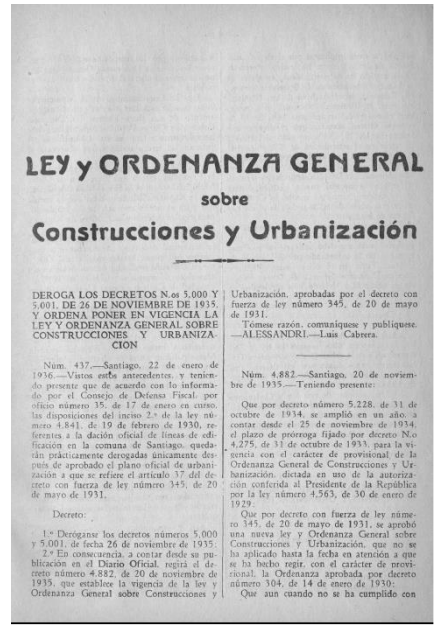 LEY y ORDENANZA GENERAL
sobre
Construcciones y Urbanización
DEROGA LOS DECRETOS N.os 5,000 Y
5,001, DE 26 DE NOVIEMBRE DE 1935,
Y ORDENA PONER EN VIGENCIA LA
LEY Y ORDENANZA GENERAL SOBRE
CONSTRUCCIONES Y URBANIZA-
CION
Núm. 437.—Santiago, 22 de enero de
1936.—Vistos estos antecedentes, y tenien-
do presente que de acuerdo con lo informa-
do por el Consejo de Defensa Fiscal, por
oficio número 35, de 17 de enero en curso,
las disposiciones del inciso 2.º de la ley nú-
mero 4,841, de 19 de febrero de 1930, re-
ferentes a la dación oficial de líneas de edi-
ficación en la comuna de Santiago, queda-
rán prácticamente derogadas únicamente des-
pués de aprobado el plano oficial de urbani-
zación a que se refiere el artículo 37 del de-
creto con fuerza de ley número 345, de 20
de mayo de 1931,
Decreto:
1.º Deróganse los decretos números 5,000
y 5,001, de fecha 26 de noviembre de 1935;
2.º En consecuencia, a contar desde su pu-
blicación en el Diario Oficial, regirá el de-
creto número 4,882, de 20 de noviembre de
1935, que establece la vigencia de la ley y
Ordenanza General sobre Construcciones y
Urbanización, aprobadas por el decreto con
fuerza de ley número 345, de 20 de mayo
de 1931.
Tómese razón, comuníquese y publíquese.
—ALESSANDRI.—Luis Cabrera.
Núm. 4,882.—Santiago, 20 de noviem-
bre de 1935.—Teniendo presente:
Que por decreto número 5,228, de 31 de
octubre de 1934, se amplió en un año, a
contar desde el 25 de noviembre de 1934,
el plazo de prórroga fijado por decreto N.o
4,275, de 31 de octubre de 1933, para la vi-
gencia con el carácter de provisional de la
Ordenanza General de Construcciones y Ur-
banización, dictada en uso de la autoriza-
ción conferida al Presidente de la República
por la ley número 4,563, de 30 de enero de
1929;
Que por decreto con fuerza de ley núme-
ro 345, de 20 de mayo de 1931, se aprobó
una nueva ley y Ordenanza General sobre
Construcciones y Urbanización, que no se
ha aplicado hasta la fecha en atención a que
se ha hecho regir, con el carácter de provi-
sional, la Ordenanza aprobada por decreto
número 304, de 14 de enero de 1930;
Que aun cuando no se ha cumplido con